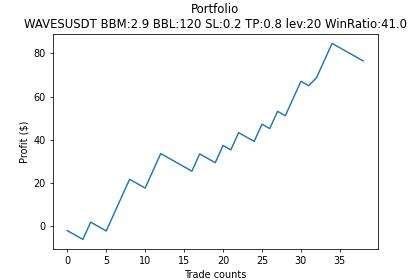 Portfolio
WAVESUSDT BBM:2.9 BBL:120 SL:0.2 TP:0.8 lev:20 WinRatio:41.0
Profit ($)
80
60
40
20
0
0 5 10 15 20 25 30 35
Trade counts